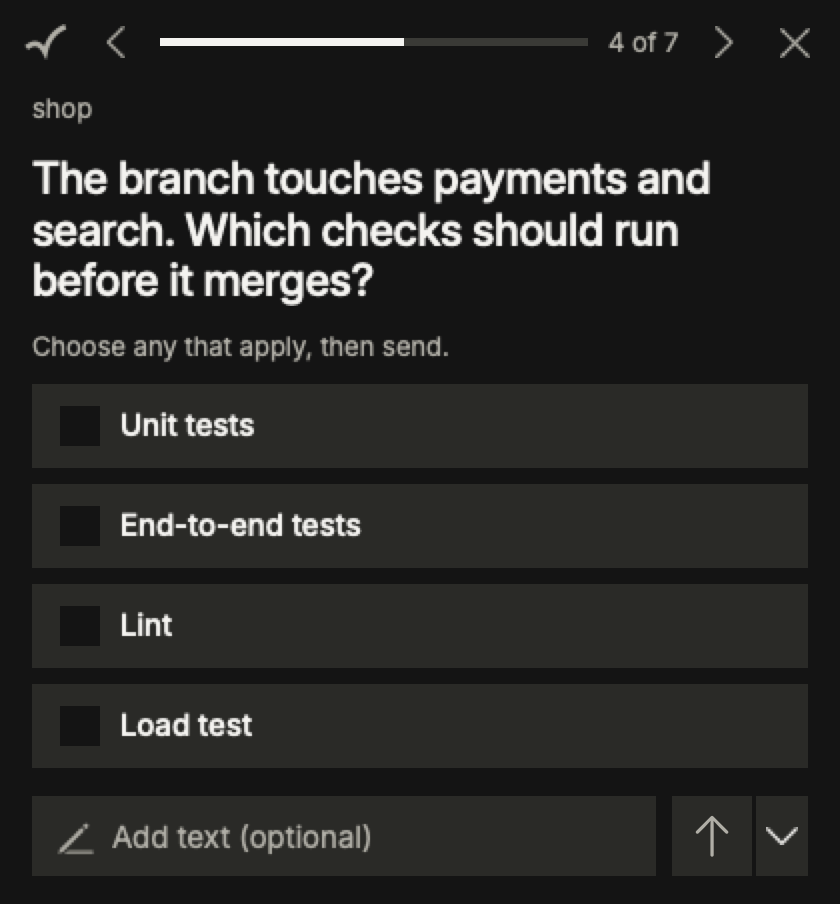 4 of 7
shop
The branch touches payments and
search. Which checks should run
before it merges?
Choose any that apply, then send.
Unit tests
End-to-end tests
Lint
Load test
Add text (optional)